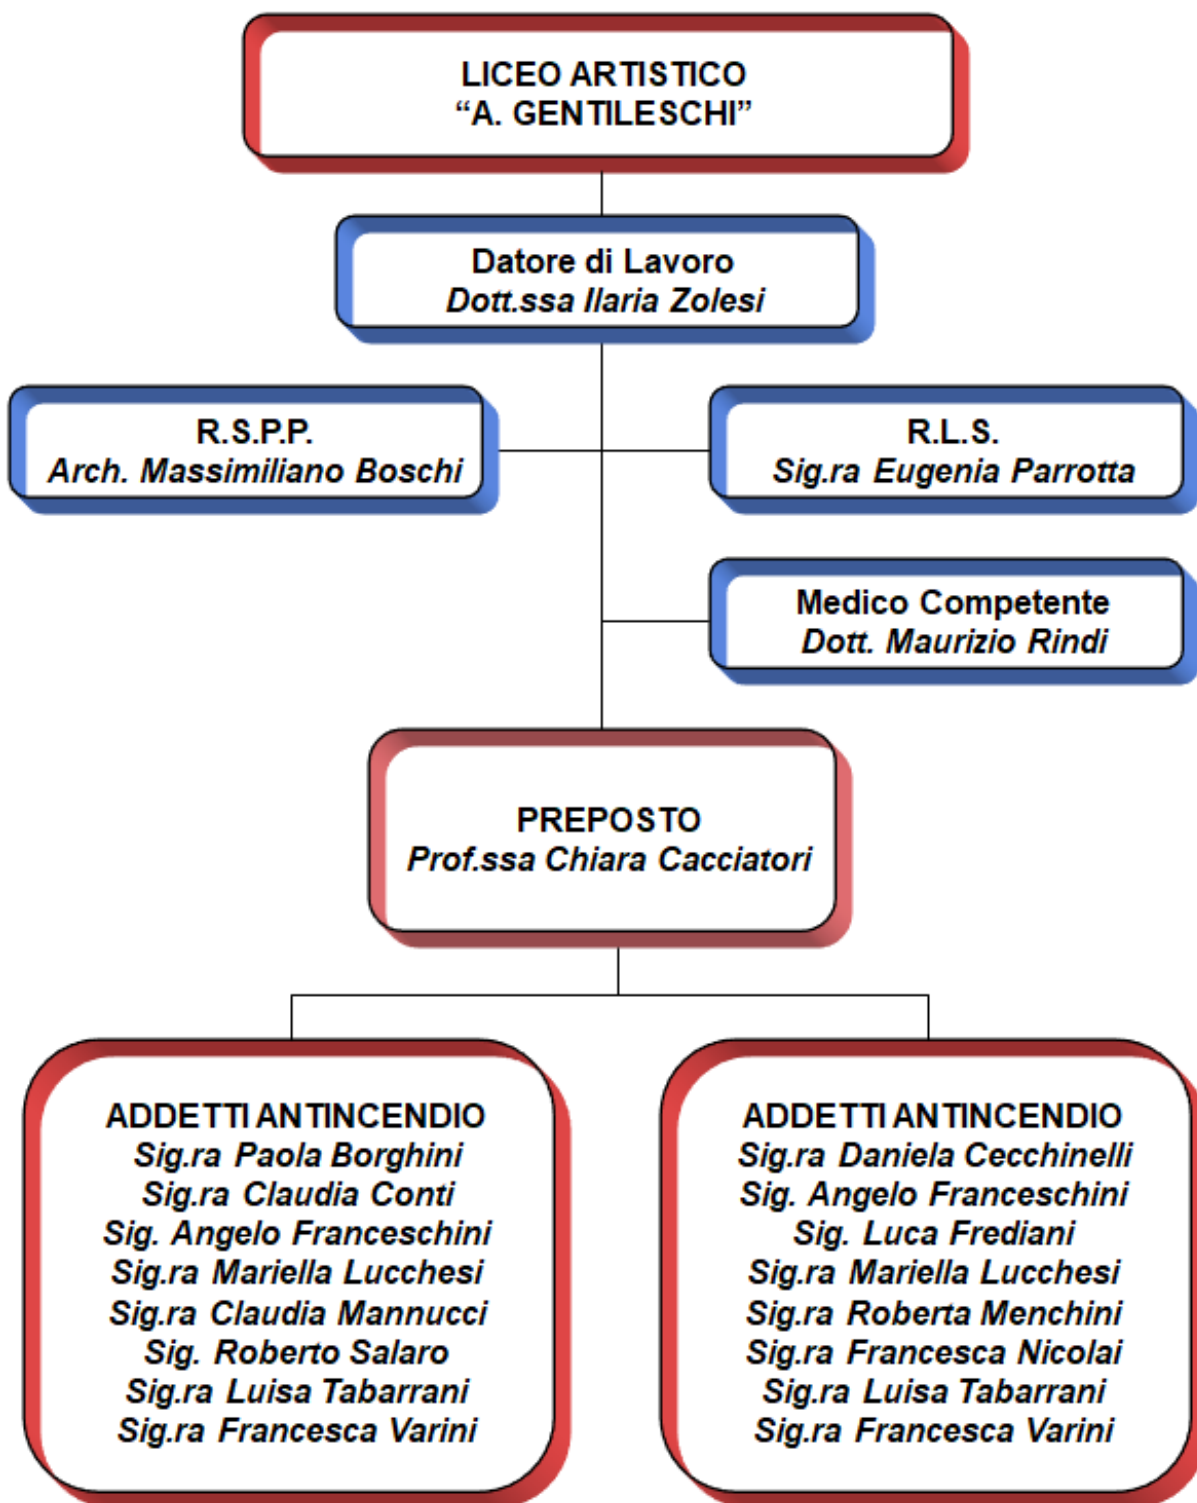 LICEO ARTISTICO
“A. GENTILESCHI”
Datore di Lavoro
Dott.ssa Ilaria Zolesi
R.S.P.P.
Arch. Massimiliano Boschi
R.L.S.
Sig.ra Eugenia Parrotta
Medico Competente
Dott. Maurizio Rindi
PREPOSTO
Prof.ssa Chiara Cacciatori
ADDETTI ANTINCENDIO
Sig.ra Paola Borghini
Sig.ra Claudia Conti
Sig. Angelo Franceschini
Sig.ra Mariella Lucchesi
Sig.ra Claudia Mannucci
Sig. Roberto Salaro
Sig.ra Luisa Tabarrani
Sig.ra Francesca Varini
ADDETTI ANTINCENDIO
Sig.ra Daniela Cecchinelli
Sig. Angelo Franceschini
Sig. Luca Frediani
Sig.ra Mariella Lucchesi
Sig.ra Roberta Menchini
Sig.ra Francesca Nicolai
Sig.ra Luisa Tabarrani
Sig.ra Francesca Varini